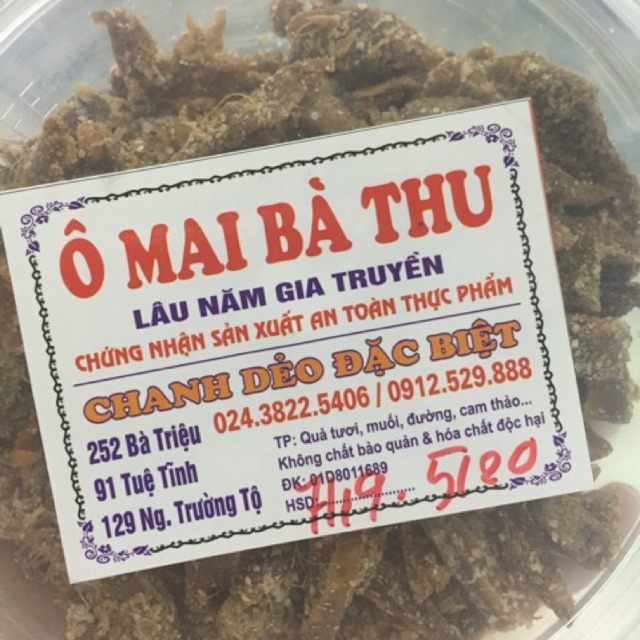 Ô MAI BÀ THU
LÂU NĂM GIA TRUYỀN
CHỨNG NHẬN SẢN XUẤT AN TOÀN THỰC PHẨM
CHANH DẺO ĐẶC BIỆT
024.3822.5406 / 0912.529.888
252 Bà Triệu
91 Tuệ Tĩnh
129 Ng. Trường Tộ
TP: Quả tươi, muối, đường, cam thảo...
Không chất bảo quản & hóa chất độc hại
ĐK: 01D8011689
HSD: